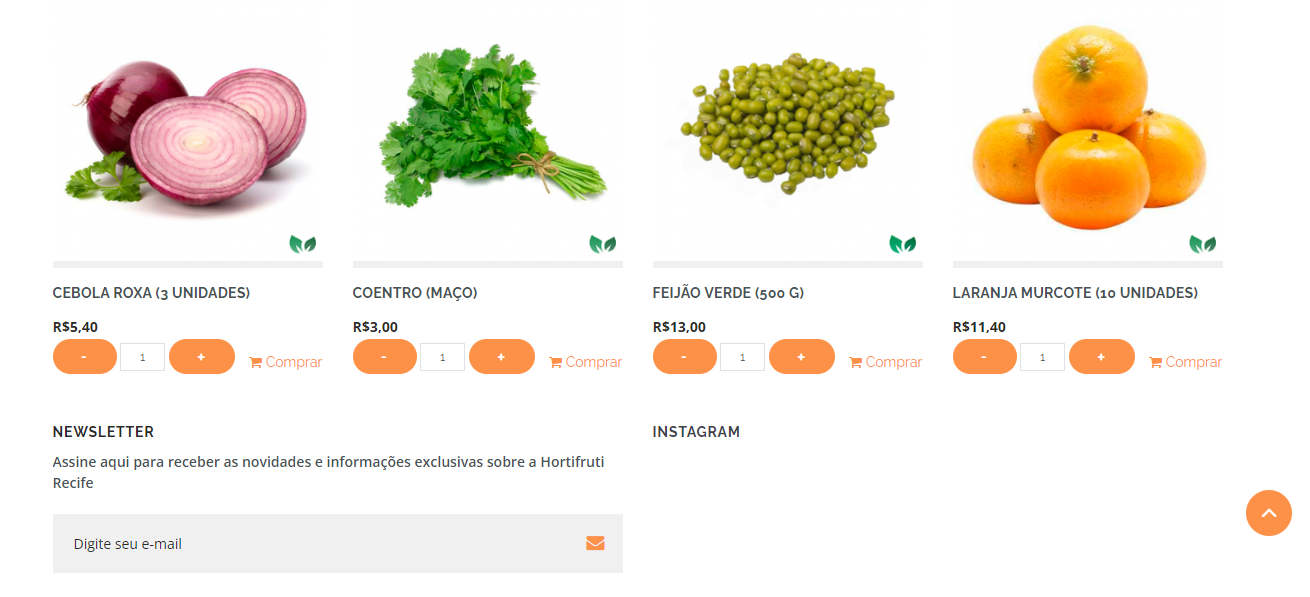 CEBOLA ROXA (3 UNIDADES)
R$5,40
- 1 + Comprar
COENTRO (MAÇO)
R$3,00
- 1 + Comprar
FEIJÃO VERDE (500 G)
R$13,00
- 1 + Comprar
LARANJA MURCOTE (10 UNIDADES)
R$11,40
- 1 + Comprar
NEWSLETTER
Assine aqui para receber as novidades e informações exclusivas sobre a Hortifruti
Recife
Digite seu e-mail
INSTAGRAM